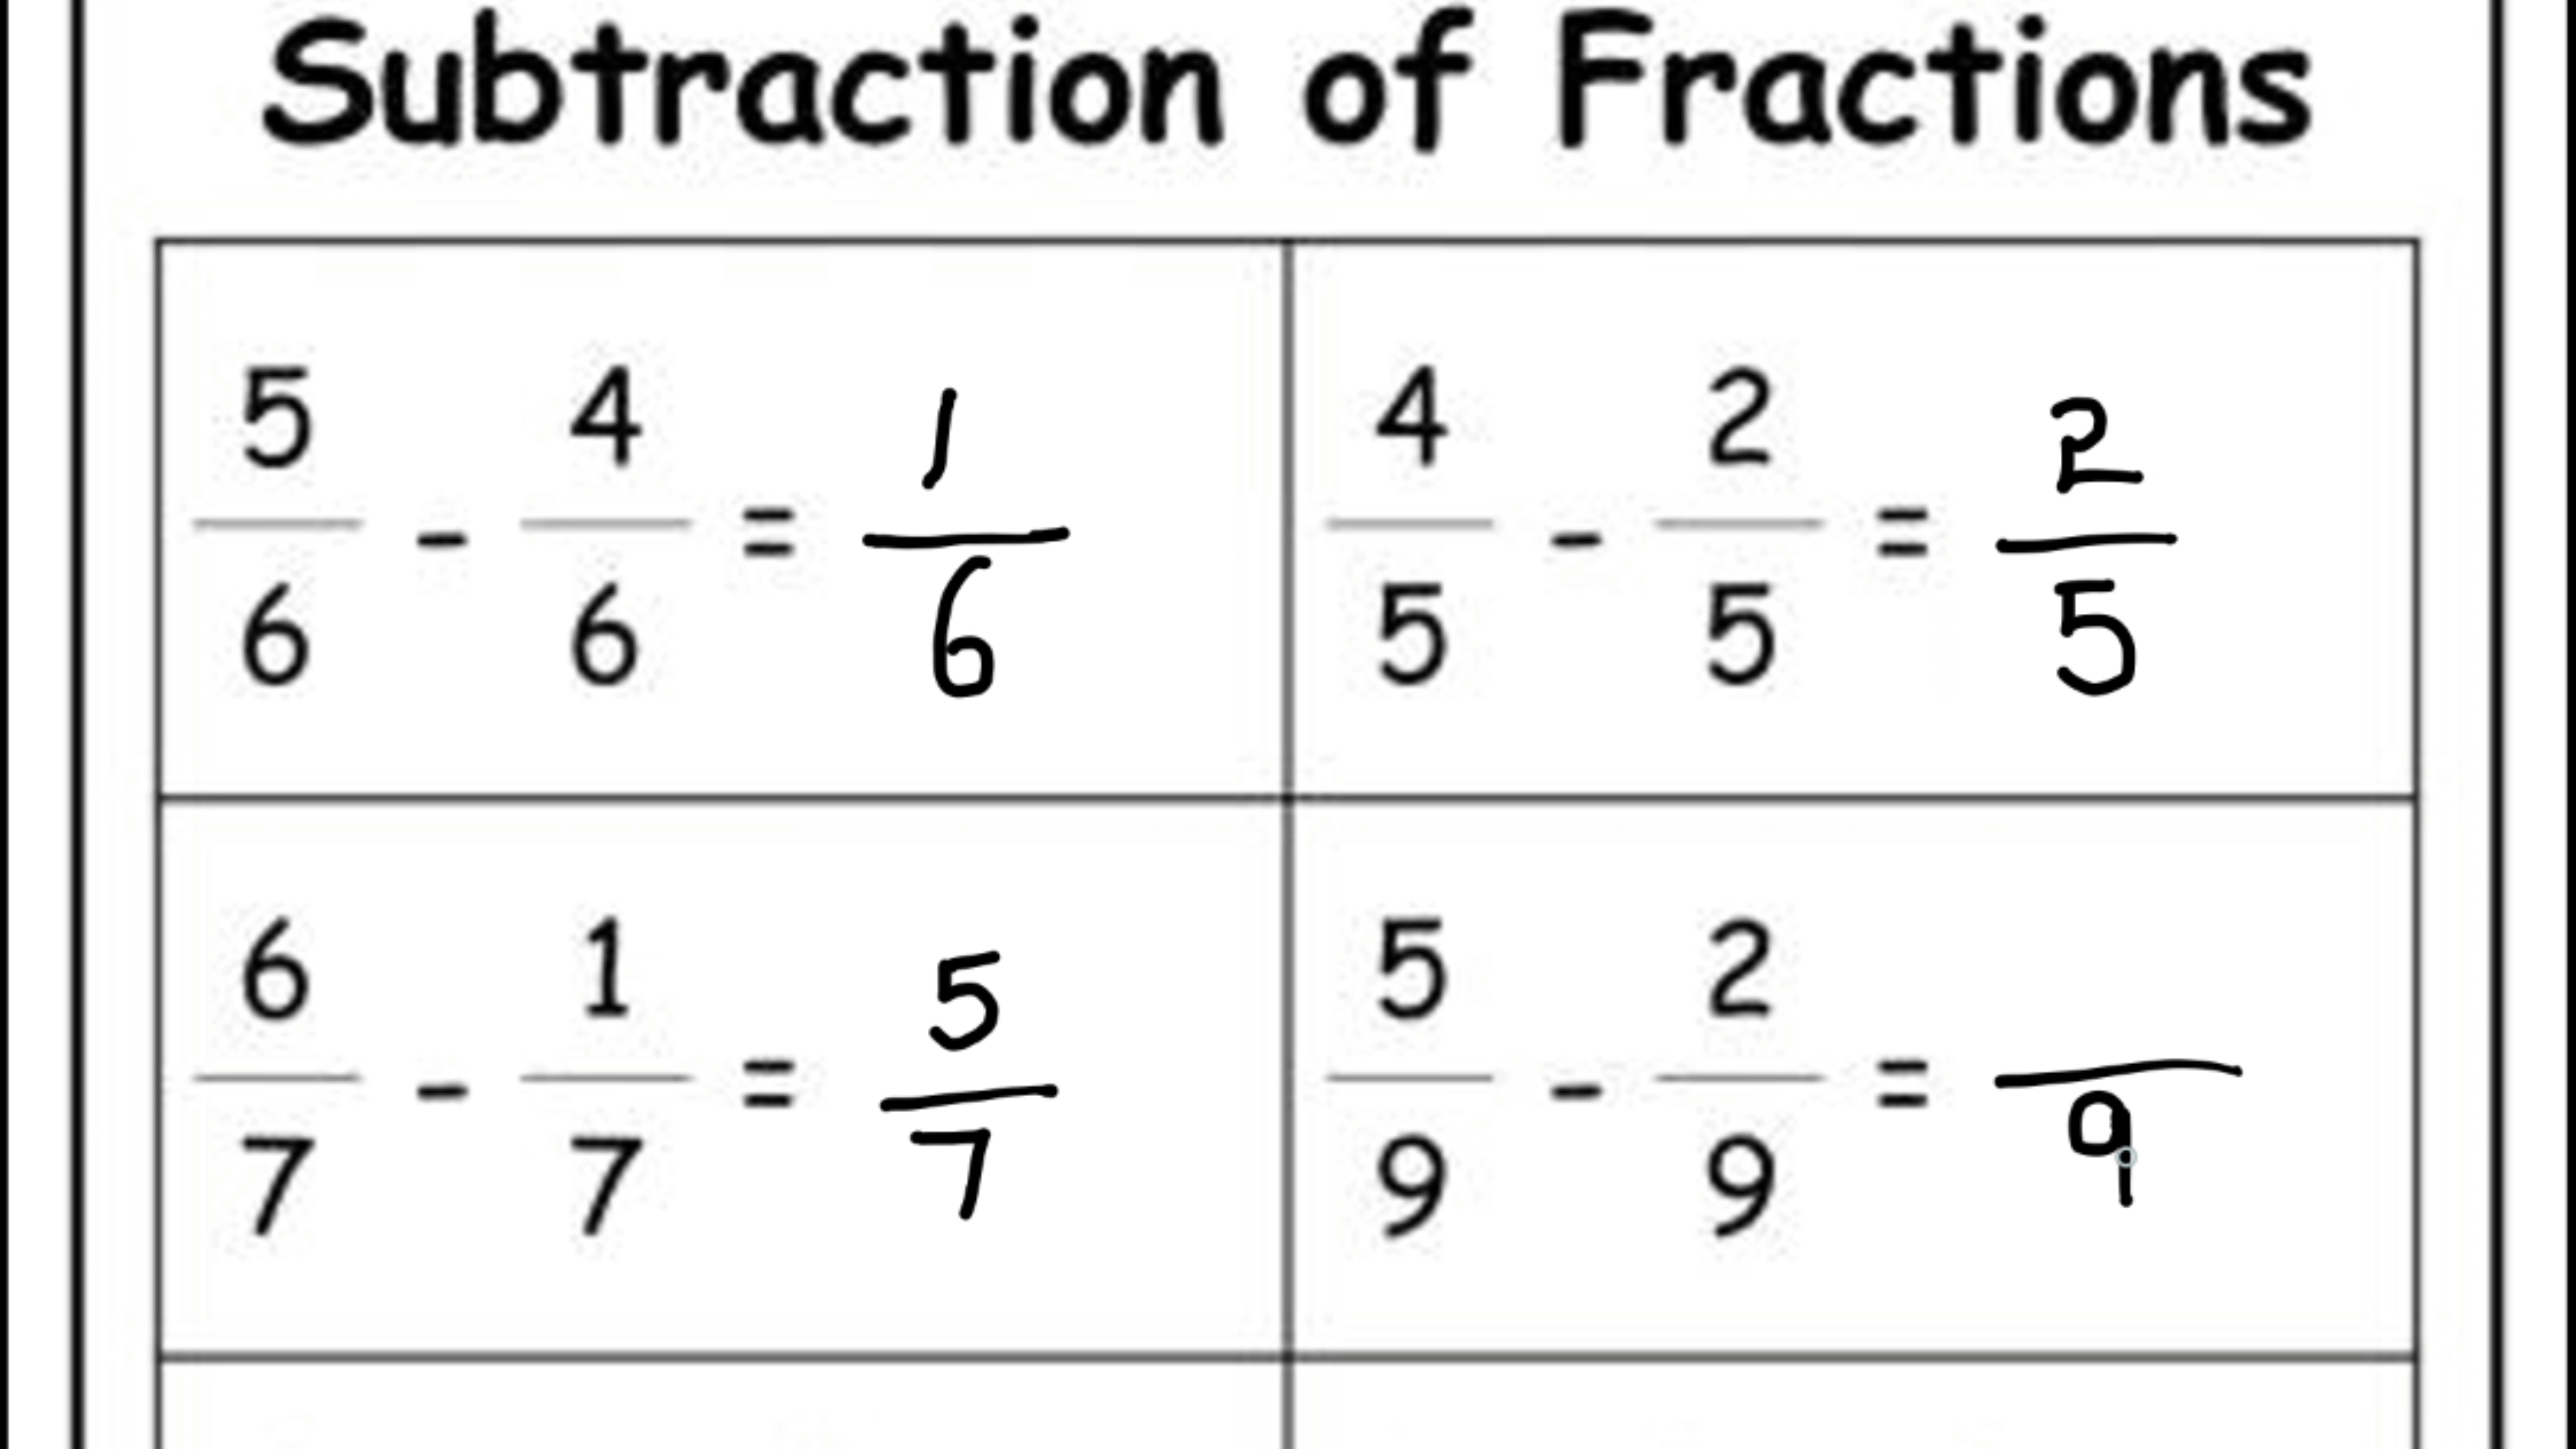 Subtraction of Fractions
5/6 - 4/6 = 1/6
4/5 - 2/5 = 2/5
6/7 - 1/7 = 5/7
5/9 - 2/9 = /9